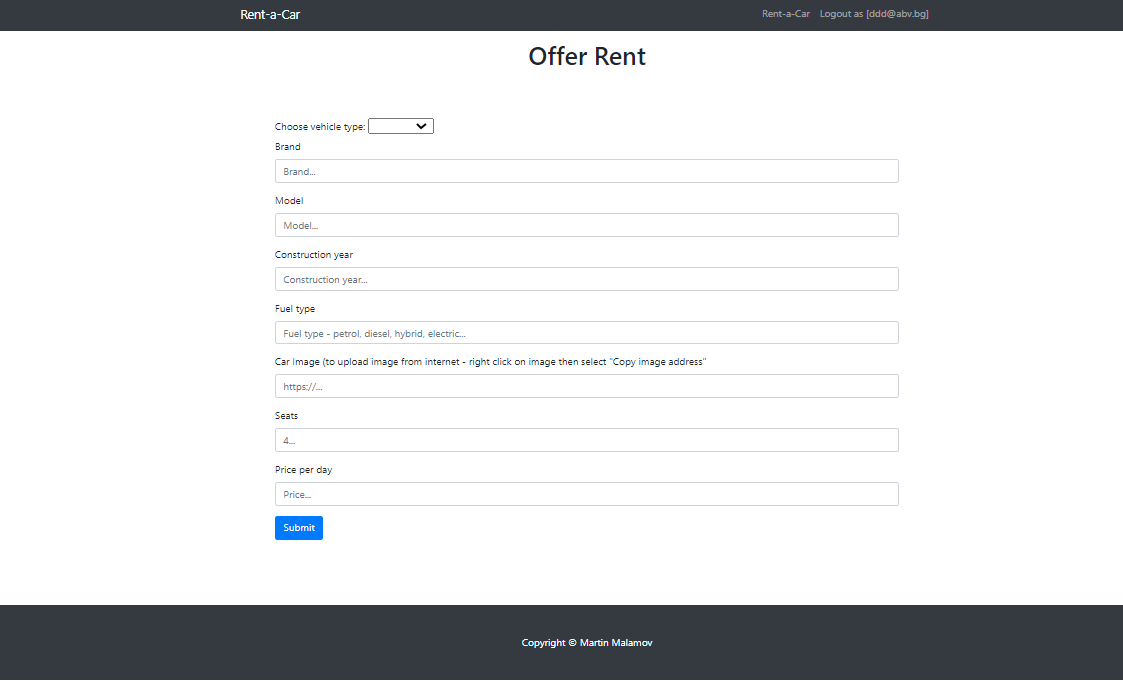 Rent-a-Car Rent-a-Car Logout as [ddd@abv.bg]
Offer Rent
Choose vehicle type:
Brand
Brand...
Model
Model...
Construction year
Construction year...
Fuel type
Fuel type - petrol, diesel, hybrid, electric...
Car Image (to upload image from internet - right click on image then select "Copy image address"
https://...
Seats
4...
Price per day
Price...
Submit
Copyright © Martin Malamov